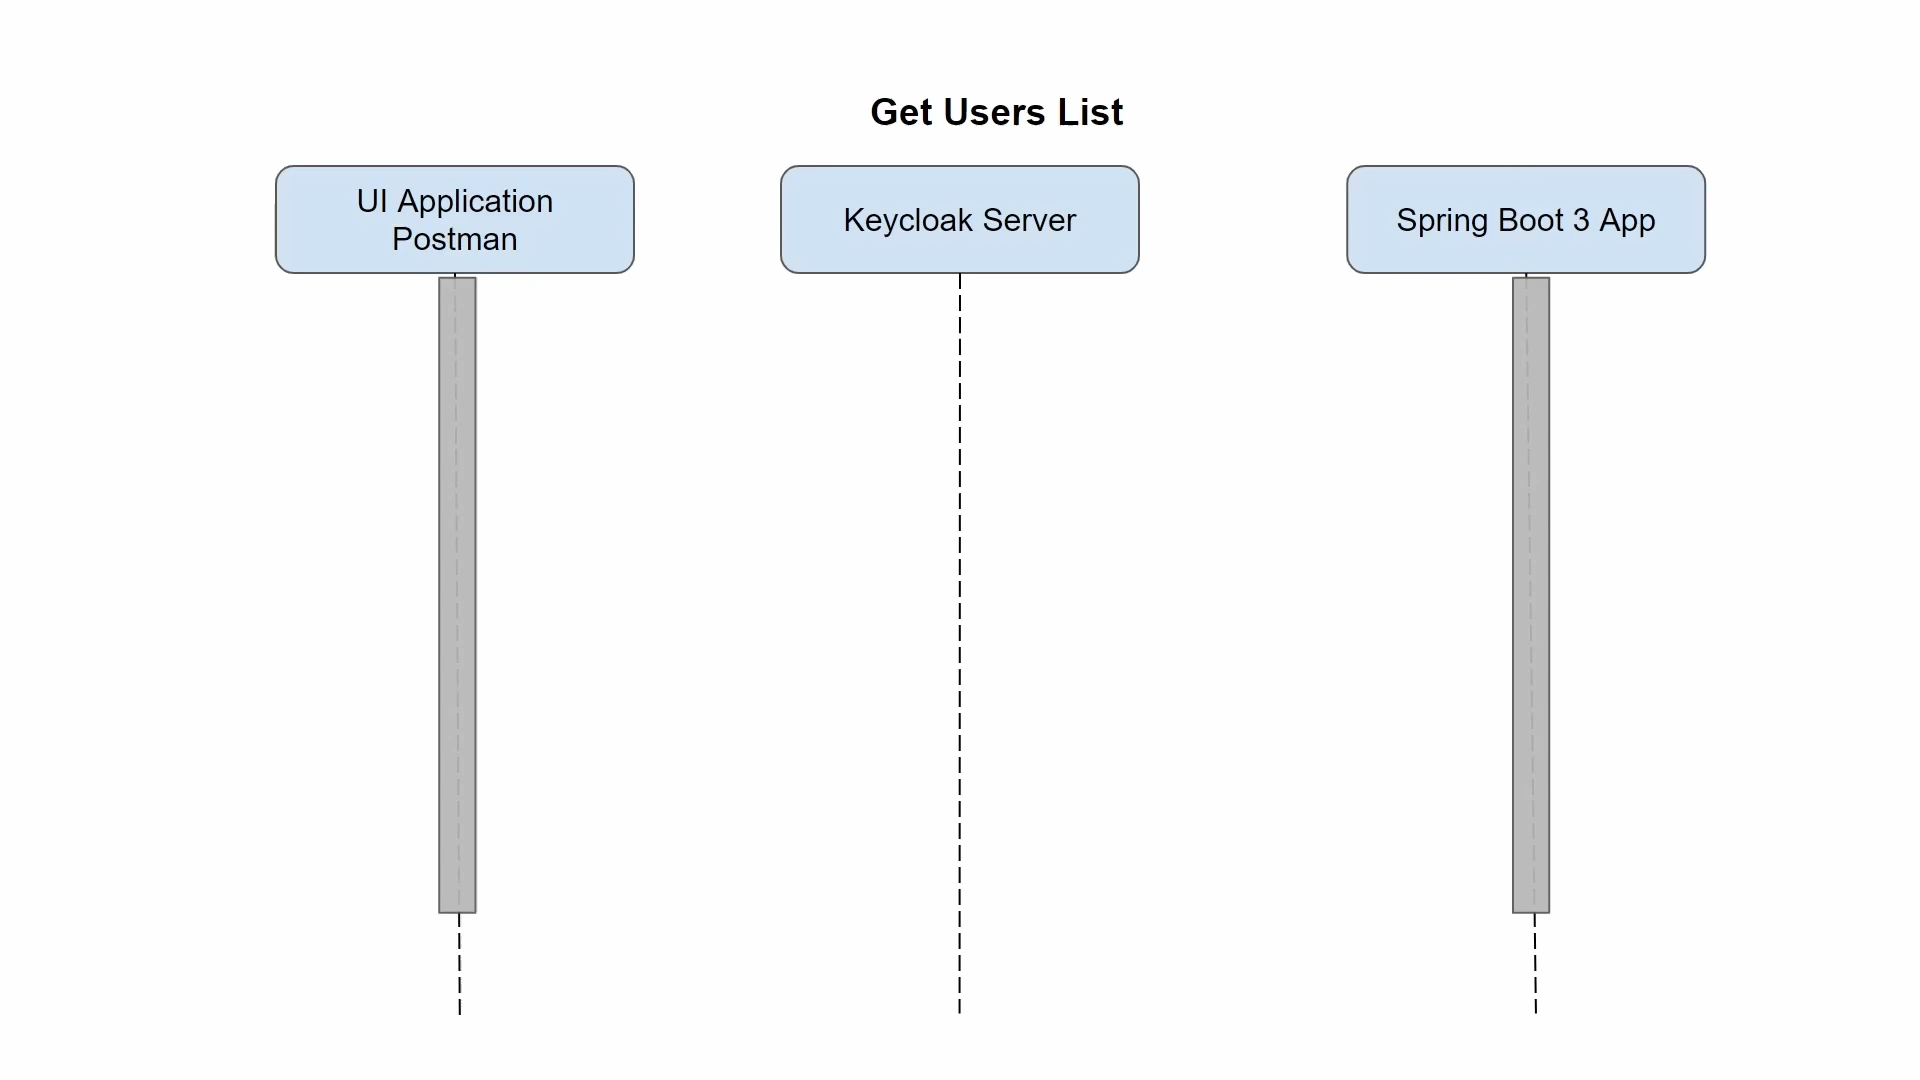 Get Users List
UI Application
Postman
Keycloak Server
Spring Boot 3 App